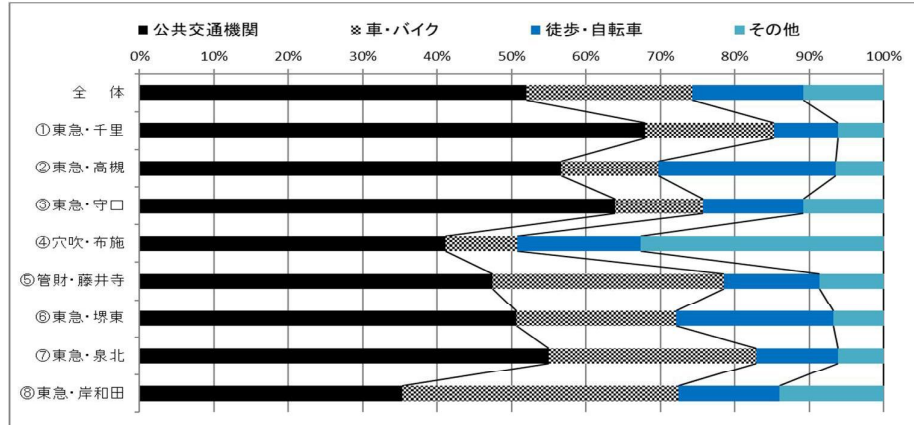 ■公共交通機関 車・バイク ■徒歩・自転車 ■その他
0% 10% 20% 30% 40% 50% 60% 70% 80% 90% 100%
全 体
①東急・千里
②東急・高槻
③東急・守口
④穴吹・布施
⑤管財・藤井寺
⑥東急・堺東
⑦東急・泉北
⑧東急・岸和田